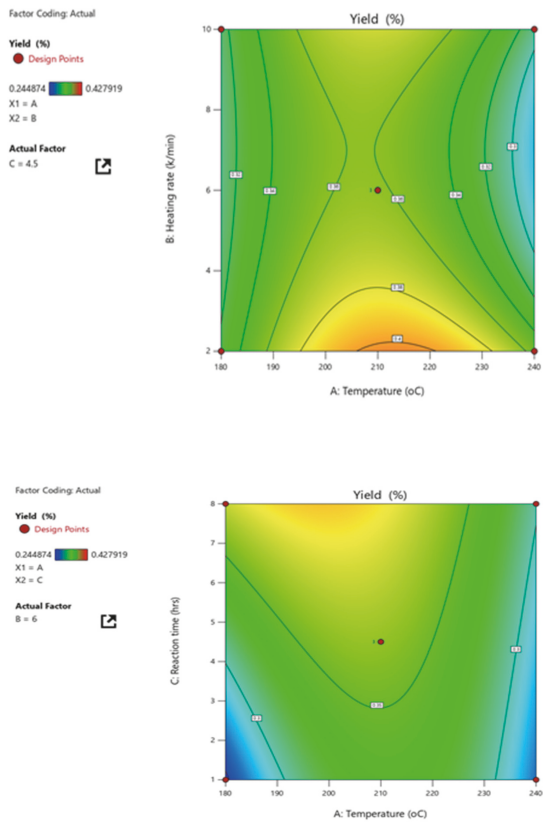 Factor Coding: Actual
Yield (%)
Yield (%)
Design Points
0.244874 0.427919
X1 = A
X2 = B
Actual Factor
C = 4.5
B: Heating rate (k/min)
10
8
6
4
2
180 190 200 210 220 230 240
A: Temperature (oC)
Factor Coding: Actual
Yield (%)
Yield (%)
Design Points
0.244874 0.427919
X1 = A
X2 = C
Actual Factor
B = 6
C: Reaction time (hrs)
8
7
6
5
4
3
2
1
180 190 200 210 220 230 240
A: Temperature (oC)